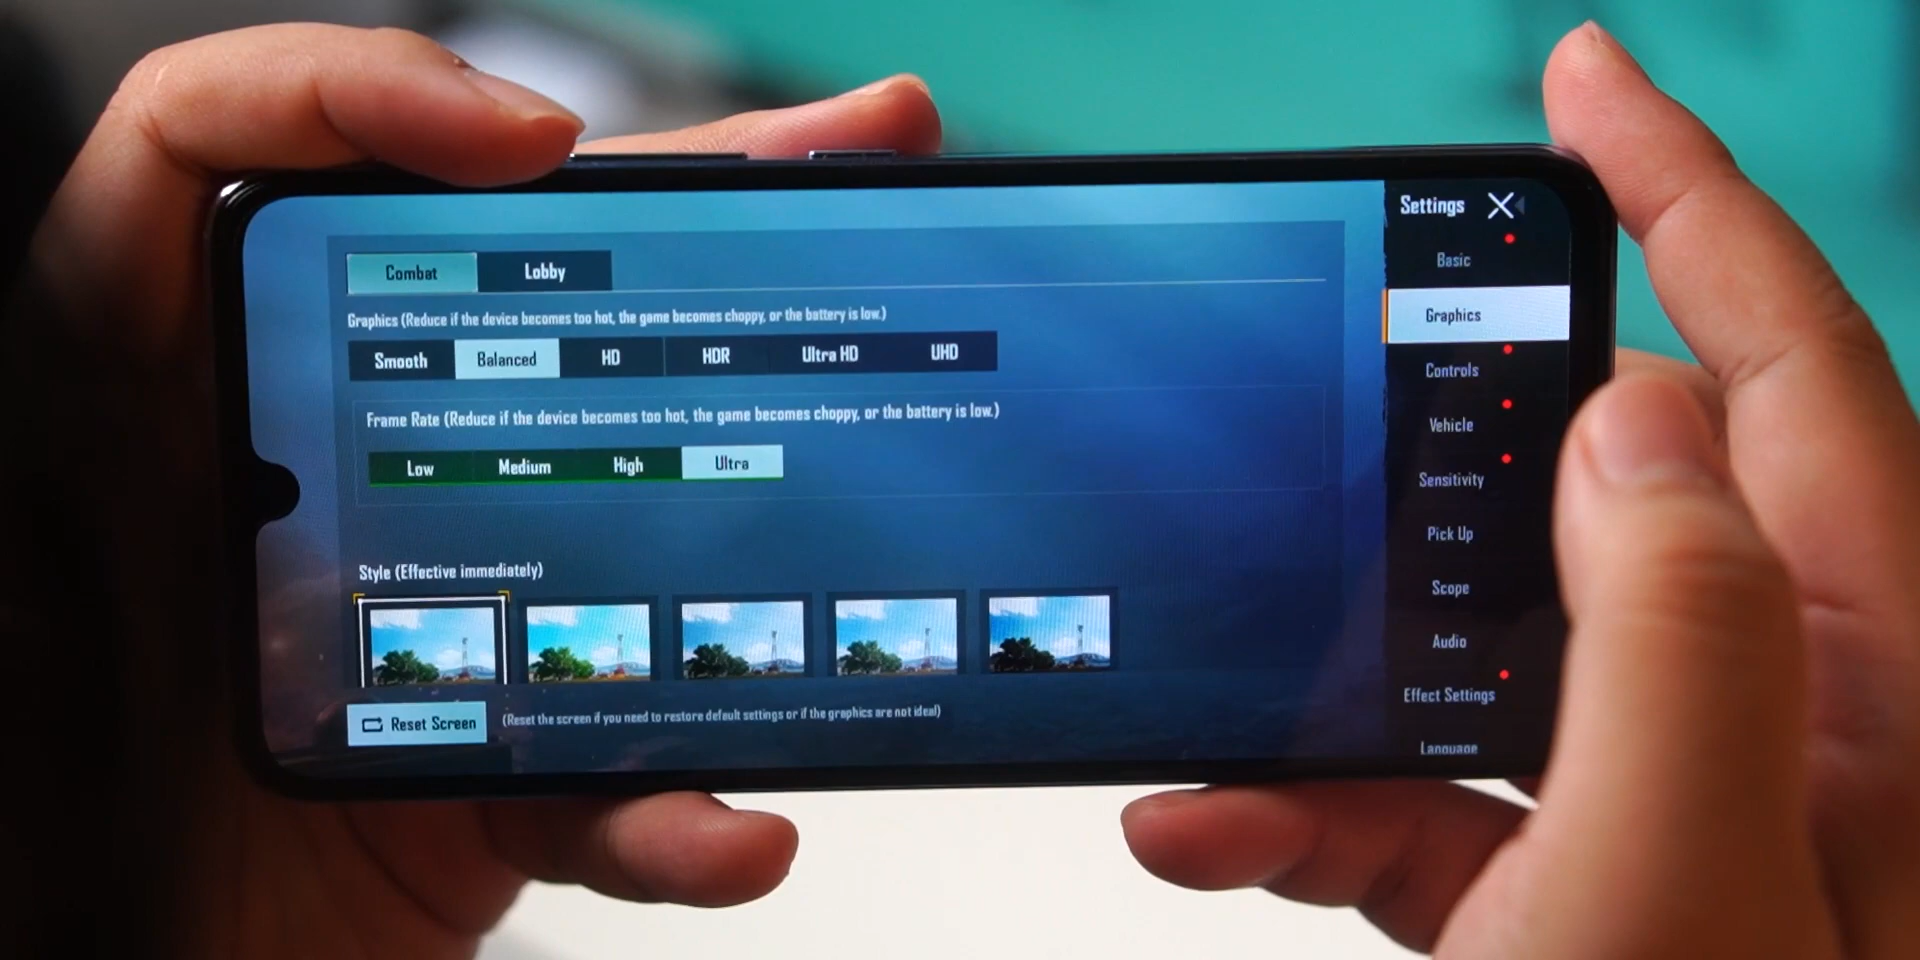 Settings
Combat Lobby
Basic
Graphics (Reduce if the device becomes too hot, the game becomes choppy, or the battery is low.)
Graphics
Smooth Balanced HD HDR Ultra HD UHD
Controls
Frame Rate (Reduce if the device becomes too hot, the game becomes choppy, or the battery is low.)
Vehicle
Low Medium High Ultra
Sensitivity
Pick Up
Style (Effective immediately)
Scope
Audio
Effect Settings
Reset Screen (Reset the screen if you need to restore default settings or if the graphics are not ideal)
Language